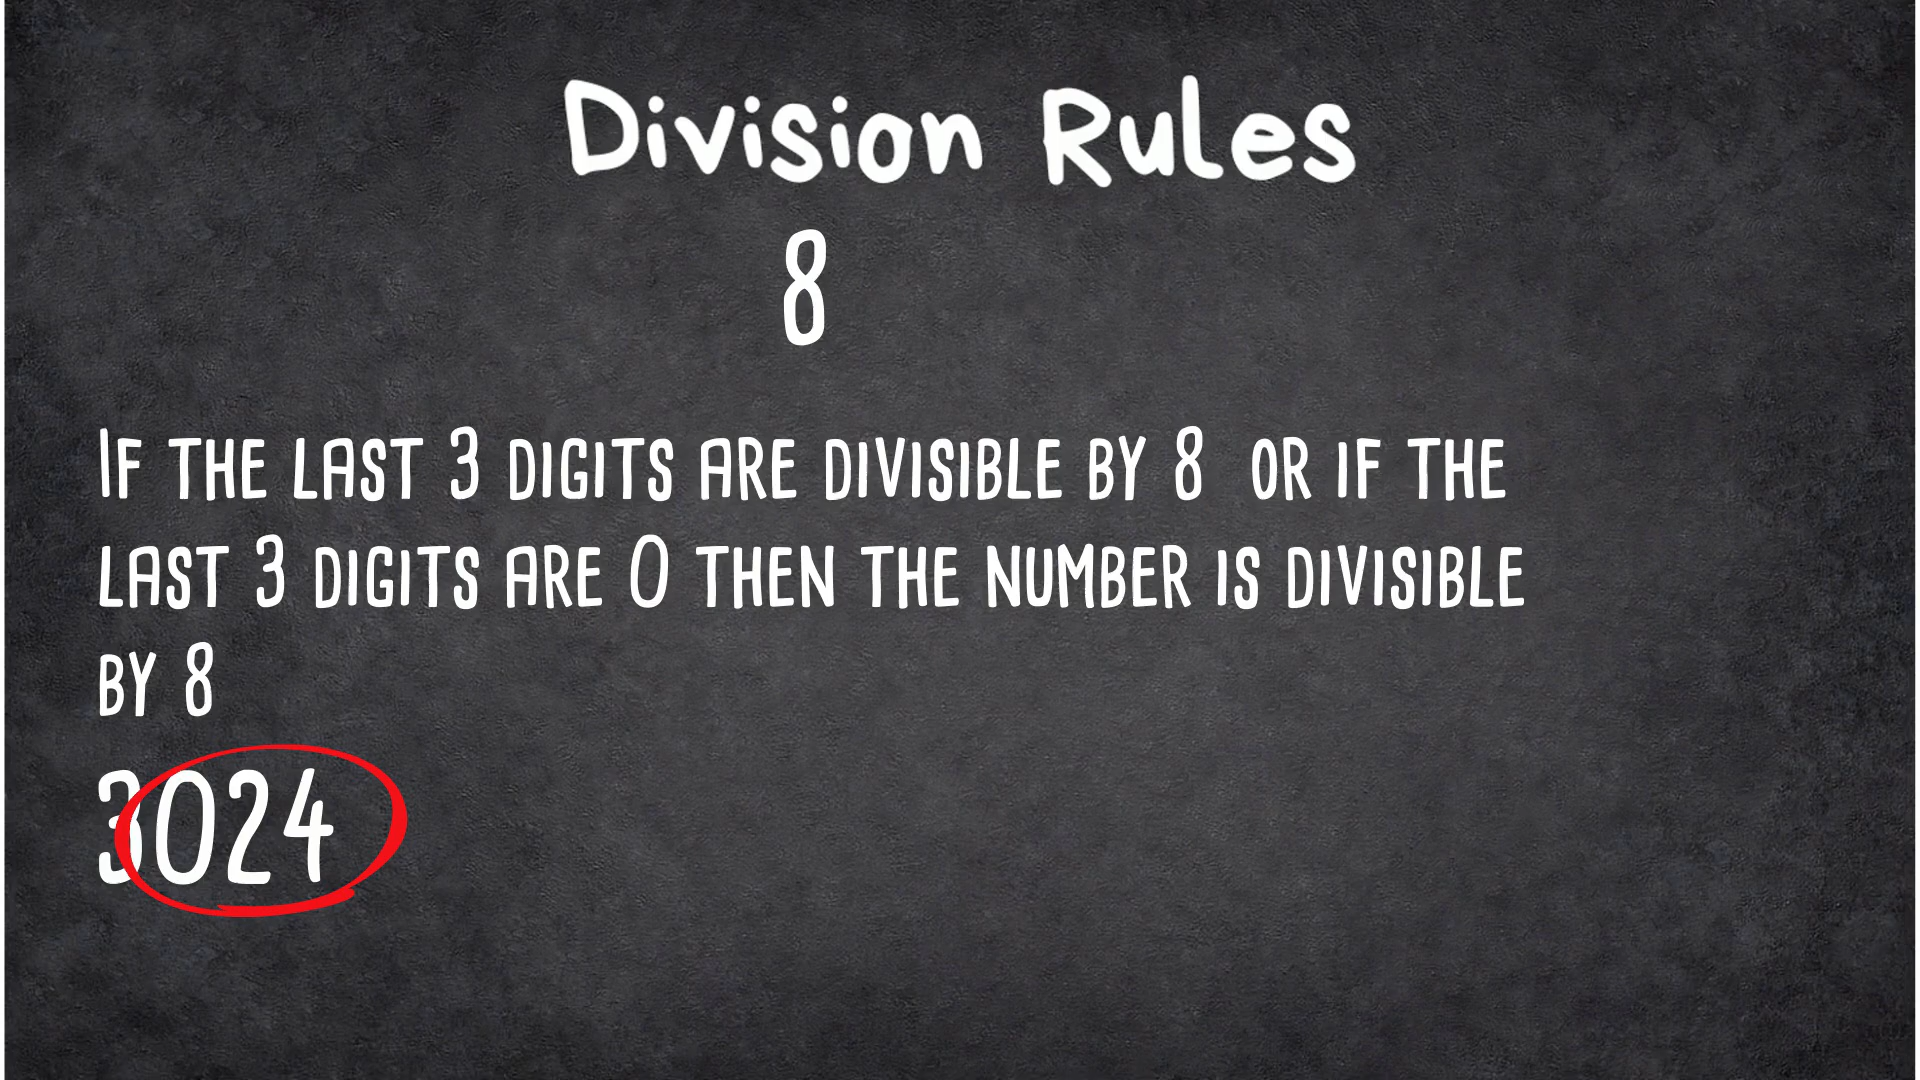 Division Rules
8
If the last 3 digits are divisible by 8 or if the
last 3 digits are 0 then the number is divisible
by 8
3024